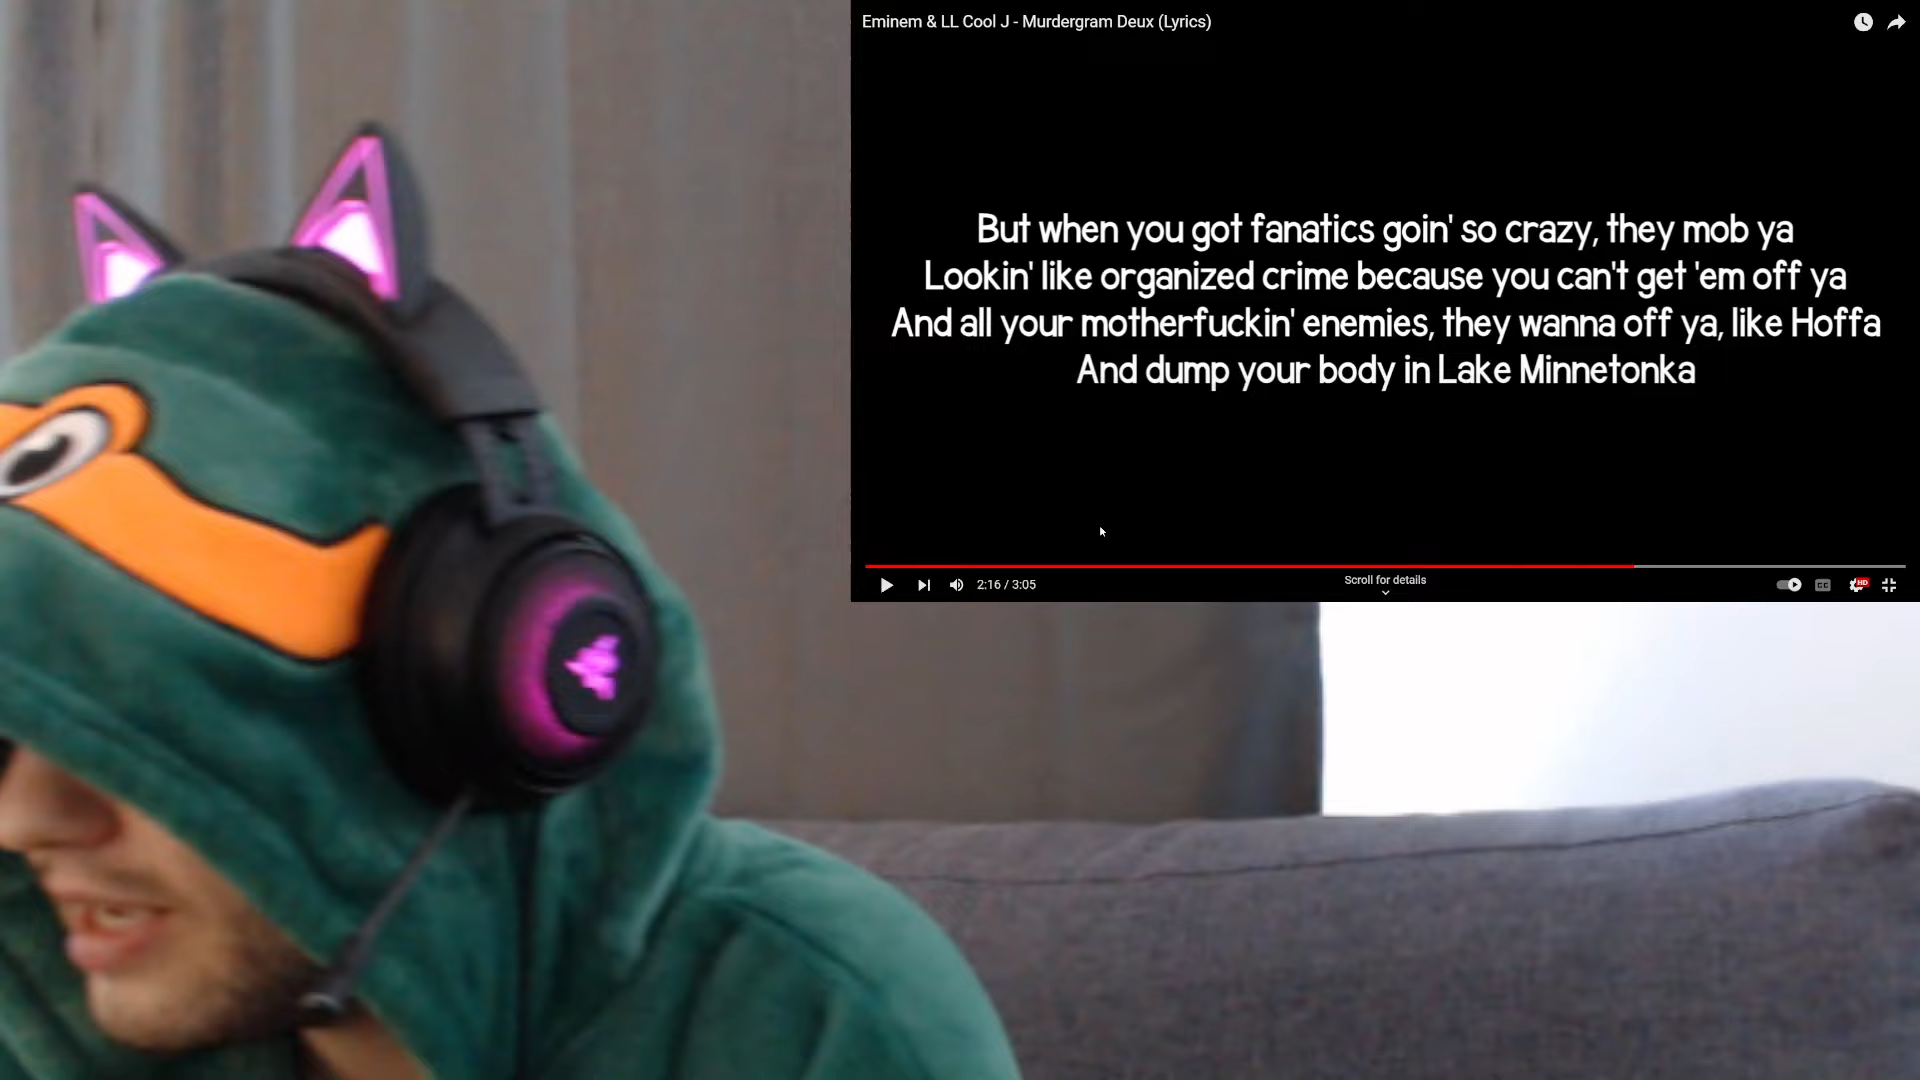 Eminem & LL Cool J - Murdergram Deux (Lyrics)
But when you got fanatics goin' so crazy, they mob ya
Lookin' like organized crime because you can't get 'em off ya
And all your motherfuckin' enemies, they wanna off ya, like Hoffa
And dump your body in Lake Minnetonka
2:16 / 3:05
Scroll for details
CC
HD